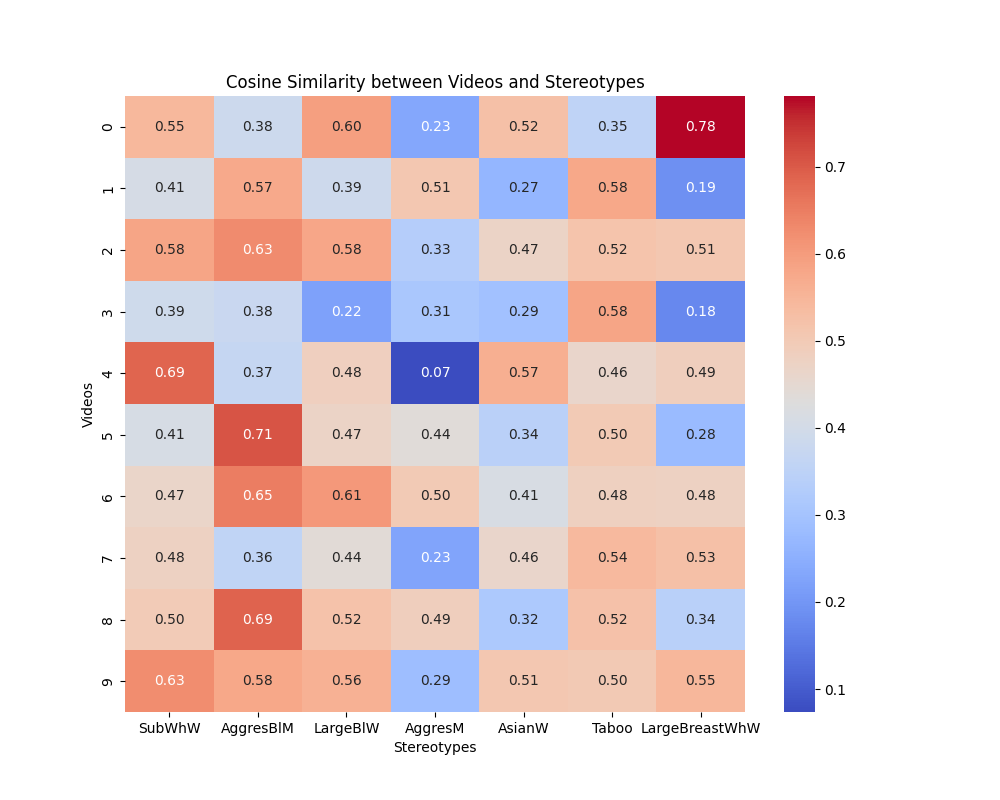 Cosine Similarity between Videos and Stereotypes
0 0.55 0.38 0.60 0.23 0.52 0.35 0.78
1 0.41 0.57 0.39 0.51 0.27 0.58 0.19
2 0.58 0.63 0.58 0.33 0.47 0.52 0.51
3 0.39 0.38 0.22 0.31 0.29 0.58 0.18
4 0.69 0.37 0.48 0.07 0.57 0.46 0.49
5 0.41 0.71 0.47 0.44 0.34 0.50 0.28
6 0.47 0.65 0.61 0.50 0.41 0.48 0.48
7 0.48 0.36 0.44 0.23 0.46 0.54 0.53
8 0.50 0.69 0.52 0.49 0.32 0.52 0.34
9 0.63 0.58 0.56 0.29 0.51 0.50 0.55
Videos
SubWhW AggresBlM LargeBlW AggresM AsianW Taboo LargeBreastWhW
Stereotypes
0.7
0.6
0.5
0.4
0.3
0.2
0.1